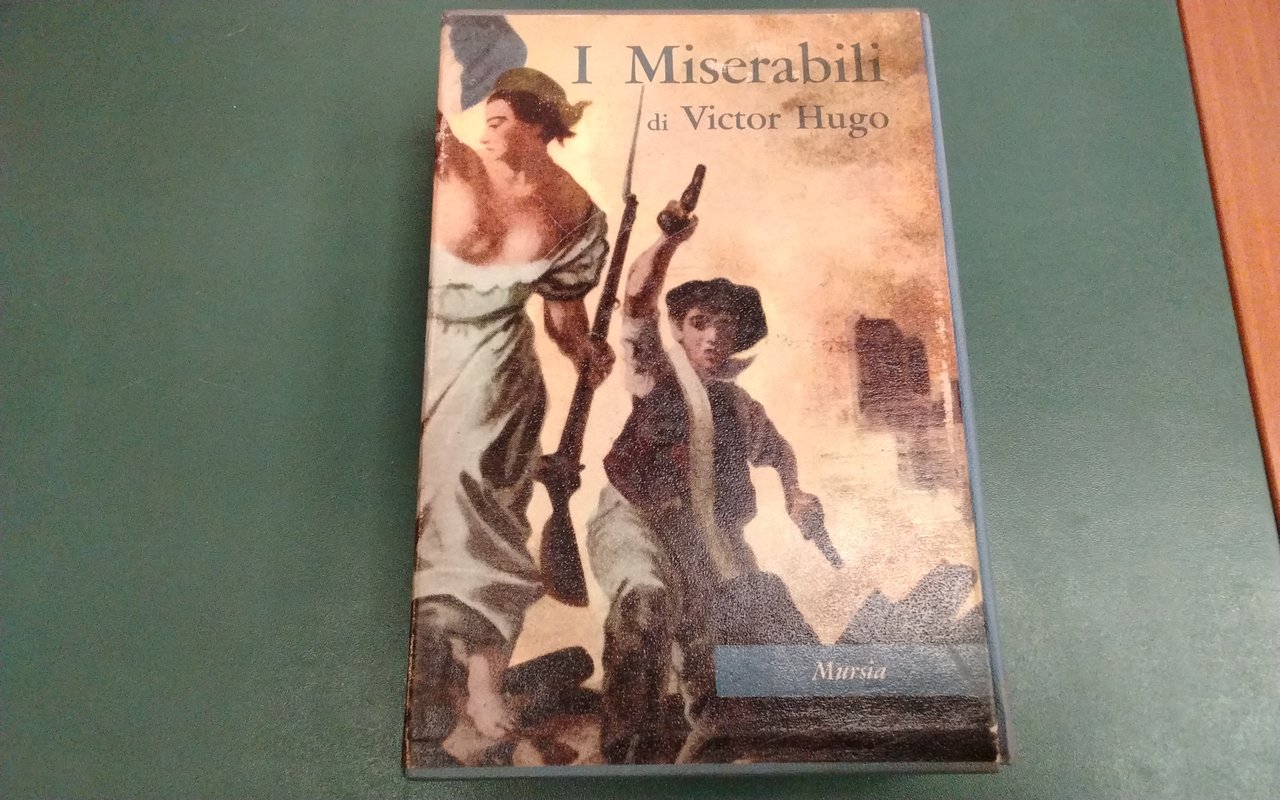 I Miserabili
di Victor Hugo
Mursia